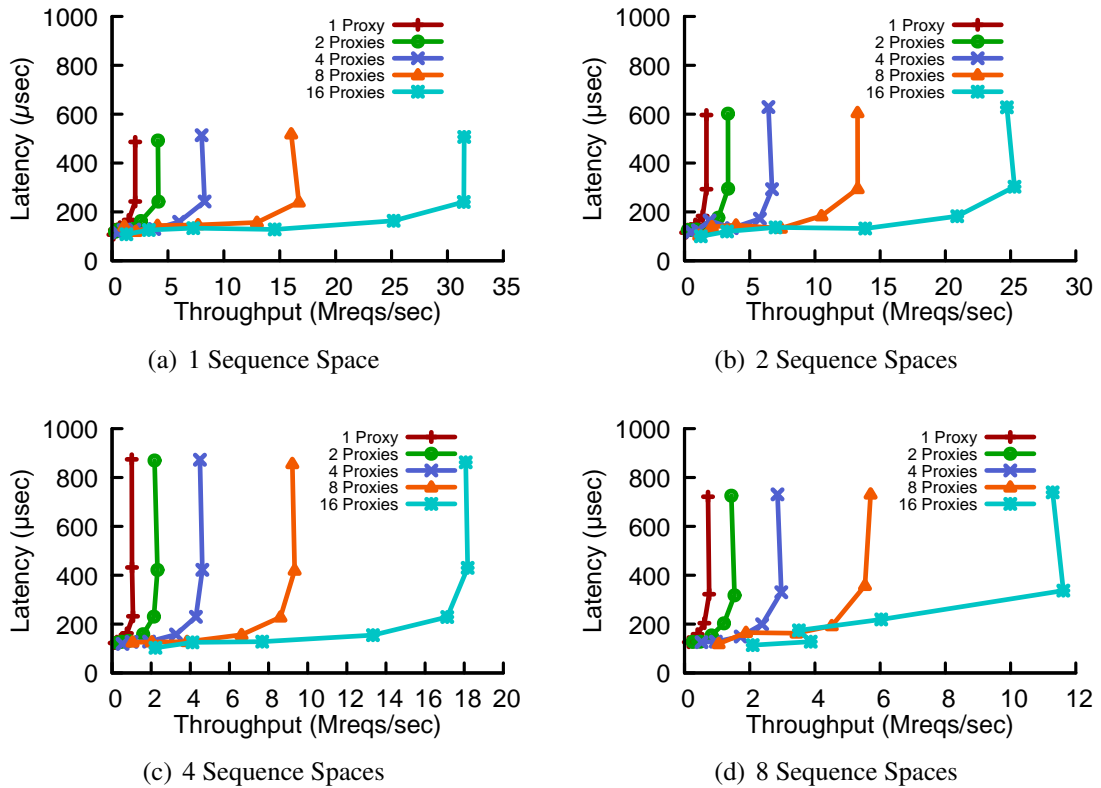 1000
800
600
400
200
0
Latency (µsec)
0 5 10 15 20 25 30 35
Throughput (Mreqs/sec)
1 Proxy
2 Proxies
4 Proxies
8 Proxies
16 Proxies
(a) 1 Sequence Space
1000
800
600
400
200
0
Latency (µsec)
0 5 10 15 20 25 30
Throughput (Mreqs/sec)
1 Proxy
2 Proxies
4 Proxies
8 Proxies
16 Proxies
(b) 2 Sequence Spaces
1000
800
600
400
200
0
Latency (µsec)
0 2 4 6 8 10 12 14 16 18 20
Throughput (Mreqs/sec)
1 Proxy
2 Proxies
4 Proxies
8 Proxies
16 Proxies
(c) 4 Sequence Spaces
1000
800
600
400
200
0
Latency (µsec)
0 2 4 6 8 10 12
Throughput (Mreqs/sec)
1 Proxy
2 Proxies
4 Proxies
8 Proxies
16 Proxies
(d) 8 Sequence Spaces